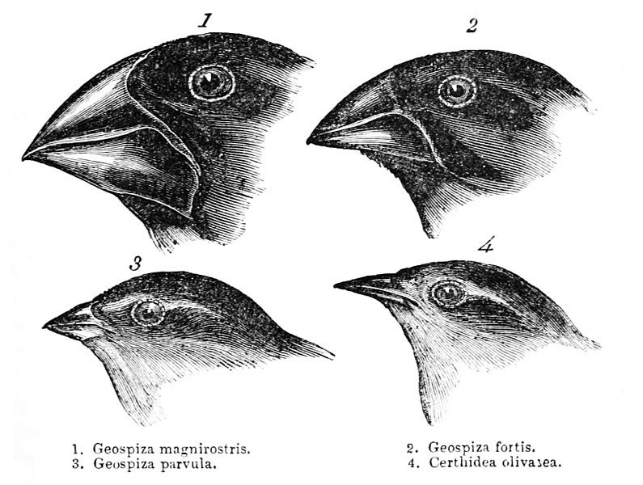 1
2
3
4
1. Geospiza magnirostris.
2. Geospiza fortis.
3. Geospiza parvula.
4. Certhidea olivasea.